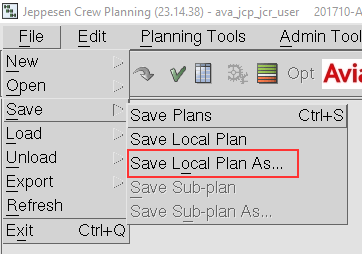 Jeppesen Crew Planning (23.14.38) - ava_jcp_jcr_user 201710-A
File Edit Planning Tools Admin Tools
New
Open
Save
Load
Unload
Export
Refresh
Exit Ctrl+Q
Opt Avia
Save Plans Ctrl+S
Save Local Plan
Save Local Plan As...
Save Sub-plan
Save Sub-plan As...